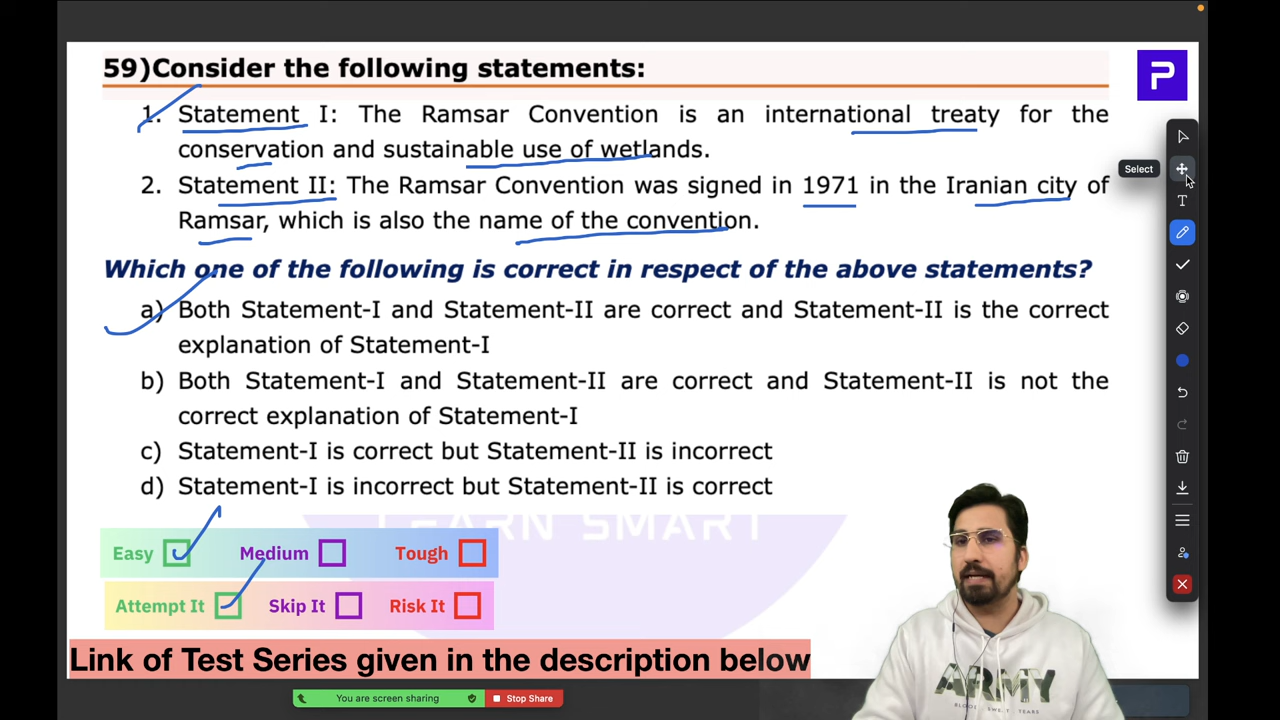 59)Consider the following statements:
1. Statement I: The Ramsar Convention is an international treaty for the
conservation and sustainable use of wetlands.
2. Statement II: The Ramsar Convention was signed in 1971 in the Iranian city of
Ramsar, which is also the name of the convention.
Which one of the following is correct in respect of the above statements?
a) Both Statement-I and Statement-II are correct and Statement-II is the correct
explanation of Statement-I
b) Both Statement-I and Statement-II are correct and Statement-II is not the
correct explanation of Statement-I
c) Statement-I is correct but Statement-II is incorrect
d) Statement-I is incorrect but Statement-II is correct
LEARN SMART
Easy Medium Tough
Attempt It Skip It Risk It
Link of Test Series given in the description below
You are screen sharing Stop Share
Select
P
T
ARMY